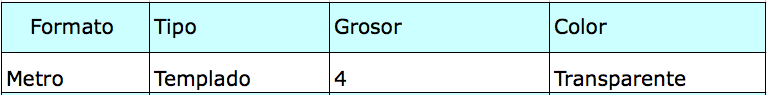 Formato Tipo Grosor Color
Metro Templado 4 Transparente